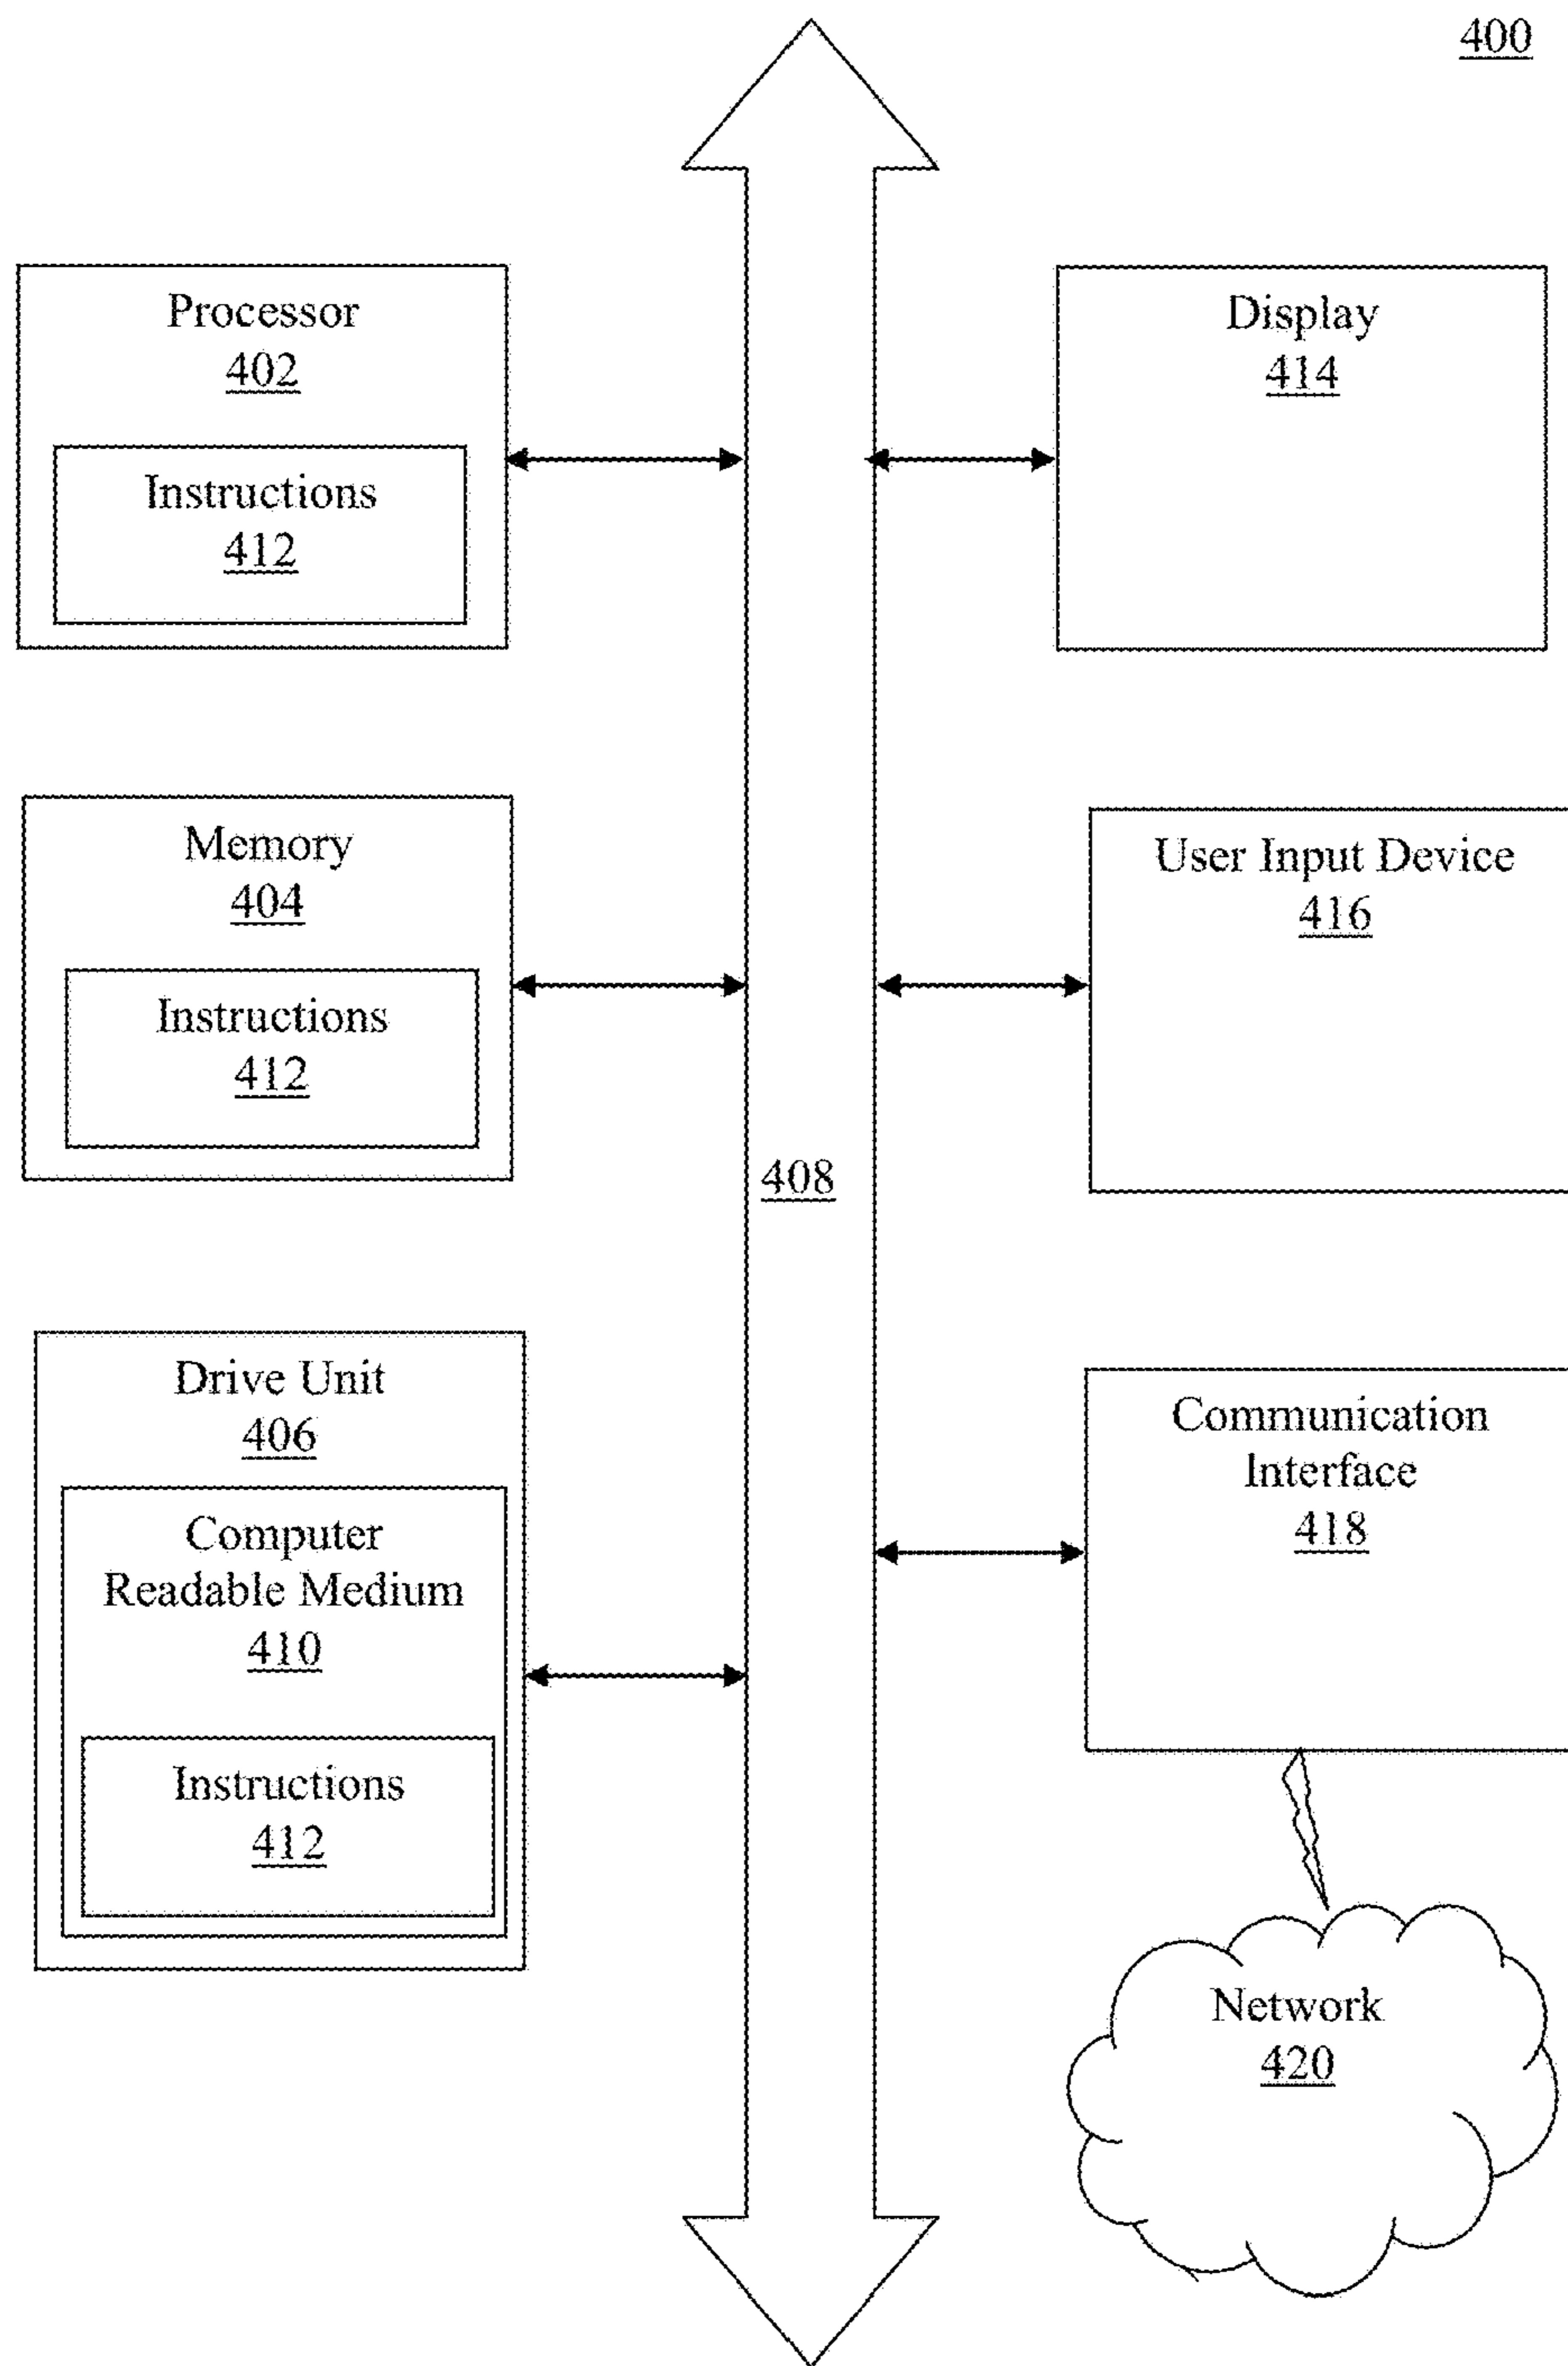 400
Processor
402
Instructions
412
Display
414
Memory
404
Instructions
412
User Input Device
416
408
Drive Unit
406
Computer
Readable Medium
410
Instructions
412
Communication
Interface
418
Network
420